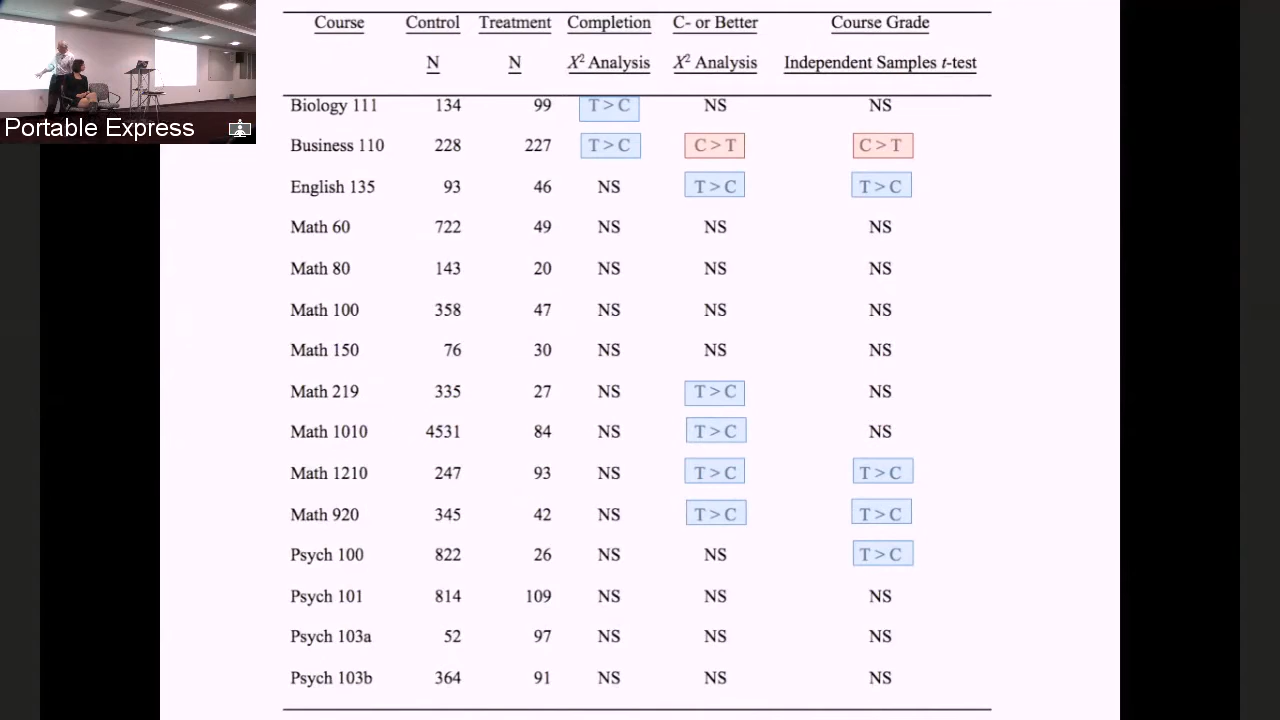 Portable Express
Course Control Treatment Completion C- or Better Course Grade
N N X² Analysis X² Analysis Independent Samples t-test
Biology 111 134 99 T > C NS NS
Business 110 228 227 T > C C > T C > T
English 135 93 46 NS T > C T > C
Math 60 722 49 NS NS NS
Math 80 143 20 NS NS NS
Math 100 358 47 NS NS NS
Math 150 76 30 NS NS NS
Math 219 335 27 NS T > C NS
Math 1010 4531 84 NS T > C NS
Math 1210 247 93 NS T > C T > C
Math 920 345 42 NS T > C T > C
Psych 100 822 26 NS NS T > C
Psych 101 814 109 NS NS NS
Psych 103a 52 97 NS NS NS
Psych 103b 364 91 NS NS NS